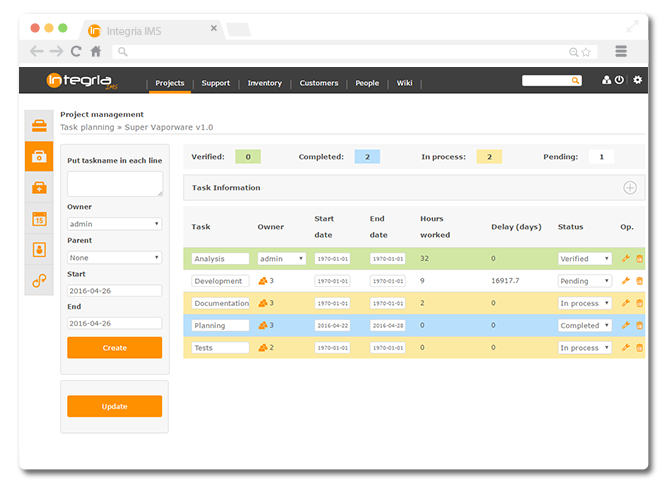 Integria IMS
integria IMS
Projects Support Inventory Customers People Wiki
Project management
Task planning » Super Vaporware v1.0
Put taskname in each line
Owner
admin
Parent
None
Start
2016-04-26
End
2016-04-26
Create
Update
15
Verified: 0 Completed: 2 In process: 2 Pending: 1
Task Information
Task Owner Start date End date Hours worked Delay (days) Status Op.
Analysis admin 1970-01-01 1970-01-01 32 0 Verified
Development 3 1970-01-01 1970-01-01 9 16917.7 Pending
Documentation 3 1970-01-01 1970-01-01 2 0 In process
Planning 3 2016-04-22 2016-04-28 0 0 Completed
Tests 2 1970-01-01 1970-01-01 0 0 In process